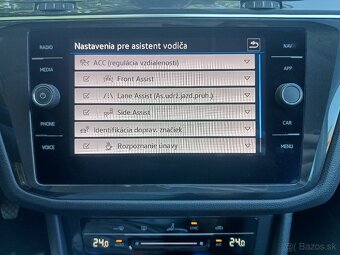 Nastavenia pre asistent vodiča
RADIO
NAV
ACC (regulácia vzdialenosti)
MEDIA
APP
Front Assist
Lane Assist (As.udrž.jazd.pruh.)
Side Assist
PHONE
CAR
Identifikácia doprav. značiek
VOICE
MENU
Rozpoznanie únavy
SYNC
24.0
A/C
24.0
bazos.sk